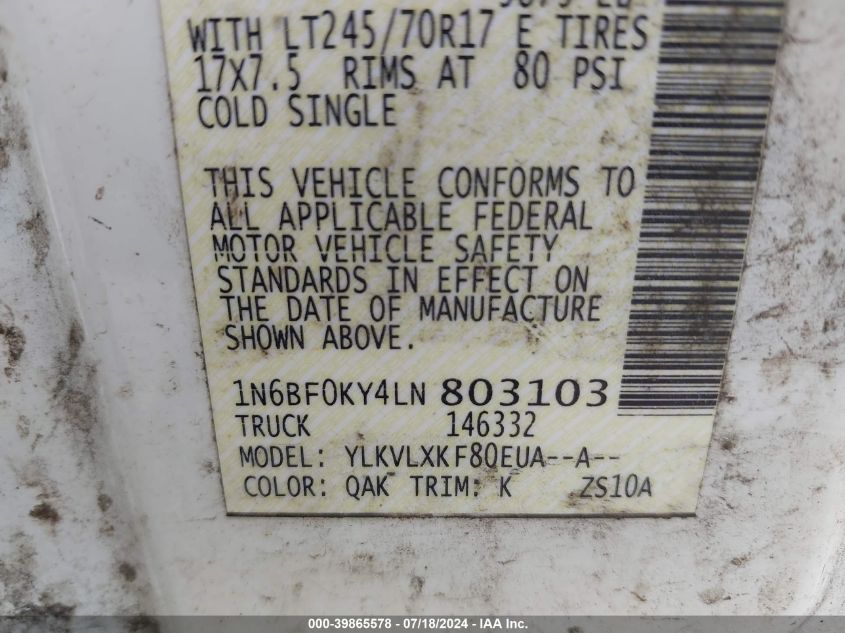 WITH LT245/70R17 E TIRES
17X7.5 RIMS AT 80 PSI
COLD SINGLE
THIS VEHICLE CONFORMS TO
ALL APPLICABLE FEDERAL
MOTOR VEHICLE SAFETY
STANDARDS IN EFFECT ON
THE DATE OF MANUFACTURE
SHOWN ABOVE.
1N6BF0KY4LN 803103
TRUCK 146332
MODEL: YLKVLXKF80EUA--A--
COLOR: QAK TRIM: K ZS10A
000-39865578 - 07/18/2024 - IAA Inc.